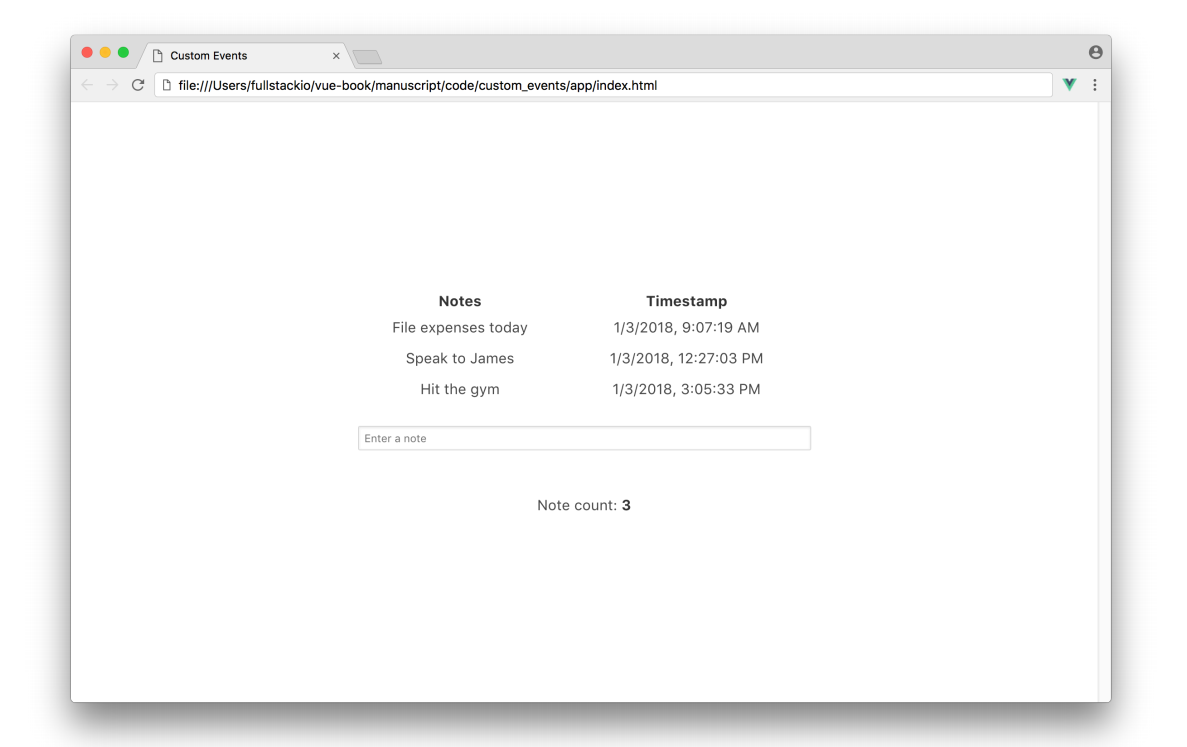 Custom Events
file:///Users/fullstackio/vue-book/manuscript/code/custom_events/app/index.html
Notes Timestamp
File expenses today 1/3/2018, 9:07:19 AM
Speak to James 1/3/2018, 12:27:03 PM
Hit the gym 1/3/2018, 3:05:33 PM
Enter a note
Note count: 3